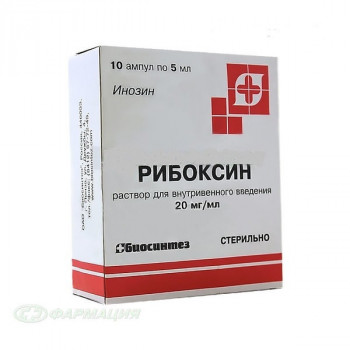 10 ампул по 5 мл
Инозин
РИБОКСИН
раствор для внутривенного введения
20 мг/мл
биосинтез
СТЕРИЛЬНО
ФАРМАЦИЯ